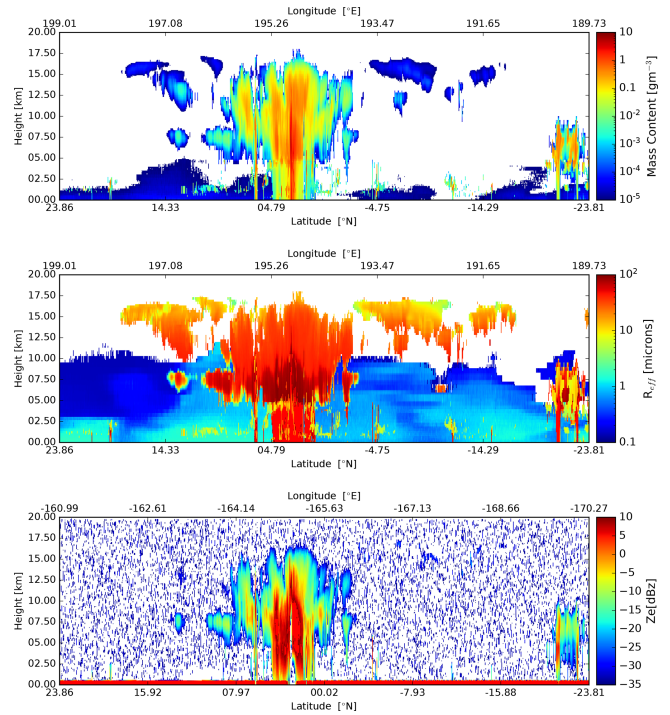 Longitude [°E]
199.01 197.08 195.26 193.47 191.65 189.73
20.00
17.50
15.00
12.50
10.00
07.50
05.00
02.50
00.00
Height [km]
23.86 14.33 04.79 -4.75 -14.29 -23.81
Latitude [°N]
10
1
10⁻¹
10⁻²
10⁻³
10⁻⁴
10⁻⁵
Mass Content [gm⁻³]
Longitude [°E]
199.01 197.08 195.26 193.47 191.65 189.73
20.00
17.50
15.00
12.50
10.00
07.50
05.00
02.50
00.00
Height [km]
23.86 14.33 04.79 -4.75 -14.29 -23.81
Latitude [°N]
10²
10
1
0.1
R_eff [microns]
Longitude [°E]
-160.99 -162.61 -164.14 -165.63 -167.13 -168.66 -170.27
20.00
17.50
15.00
12.50
10.00
07.50
05.00
02.50
00.00
Height [km]
23.86 15.92 07.97 00.02 -7.93 -15.88 -23.81
Latitude [°N]
10
5
0
−5
−10
−15
−20
−25
−30
−35
Ze[dBz]